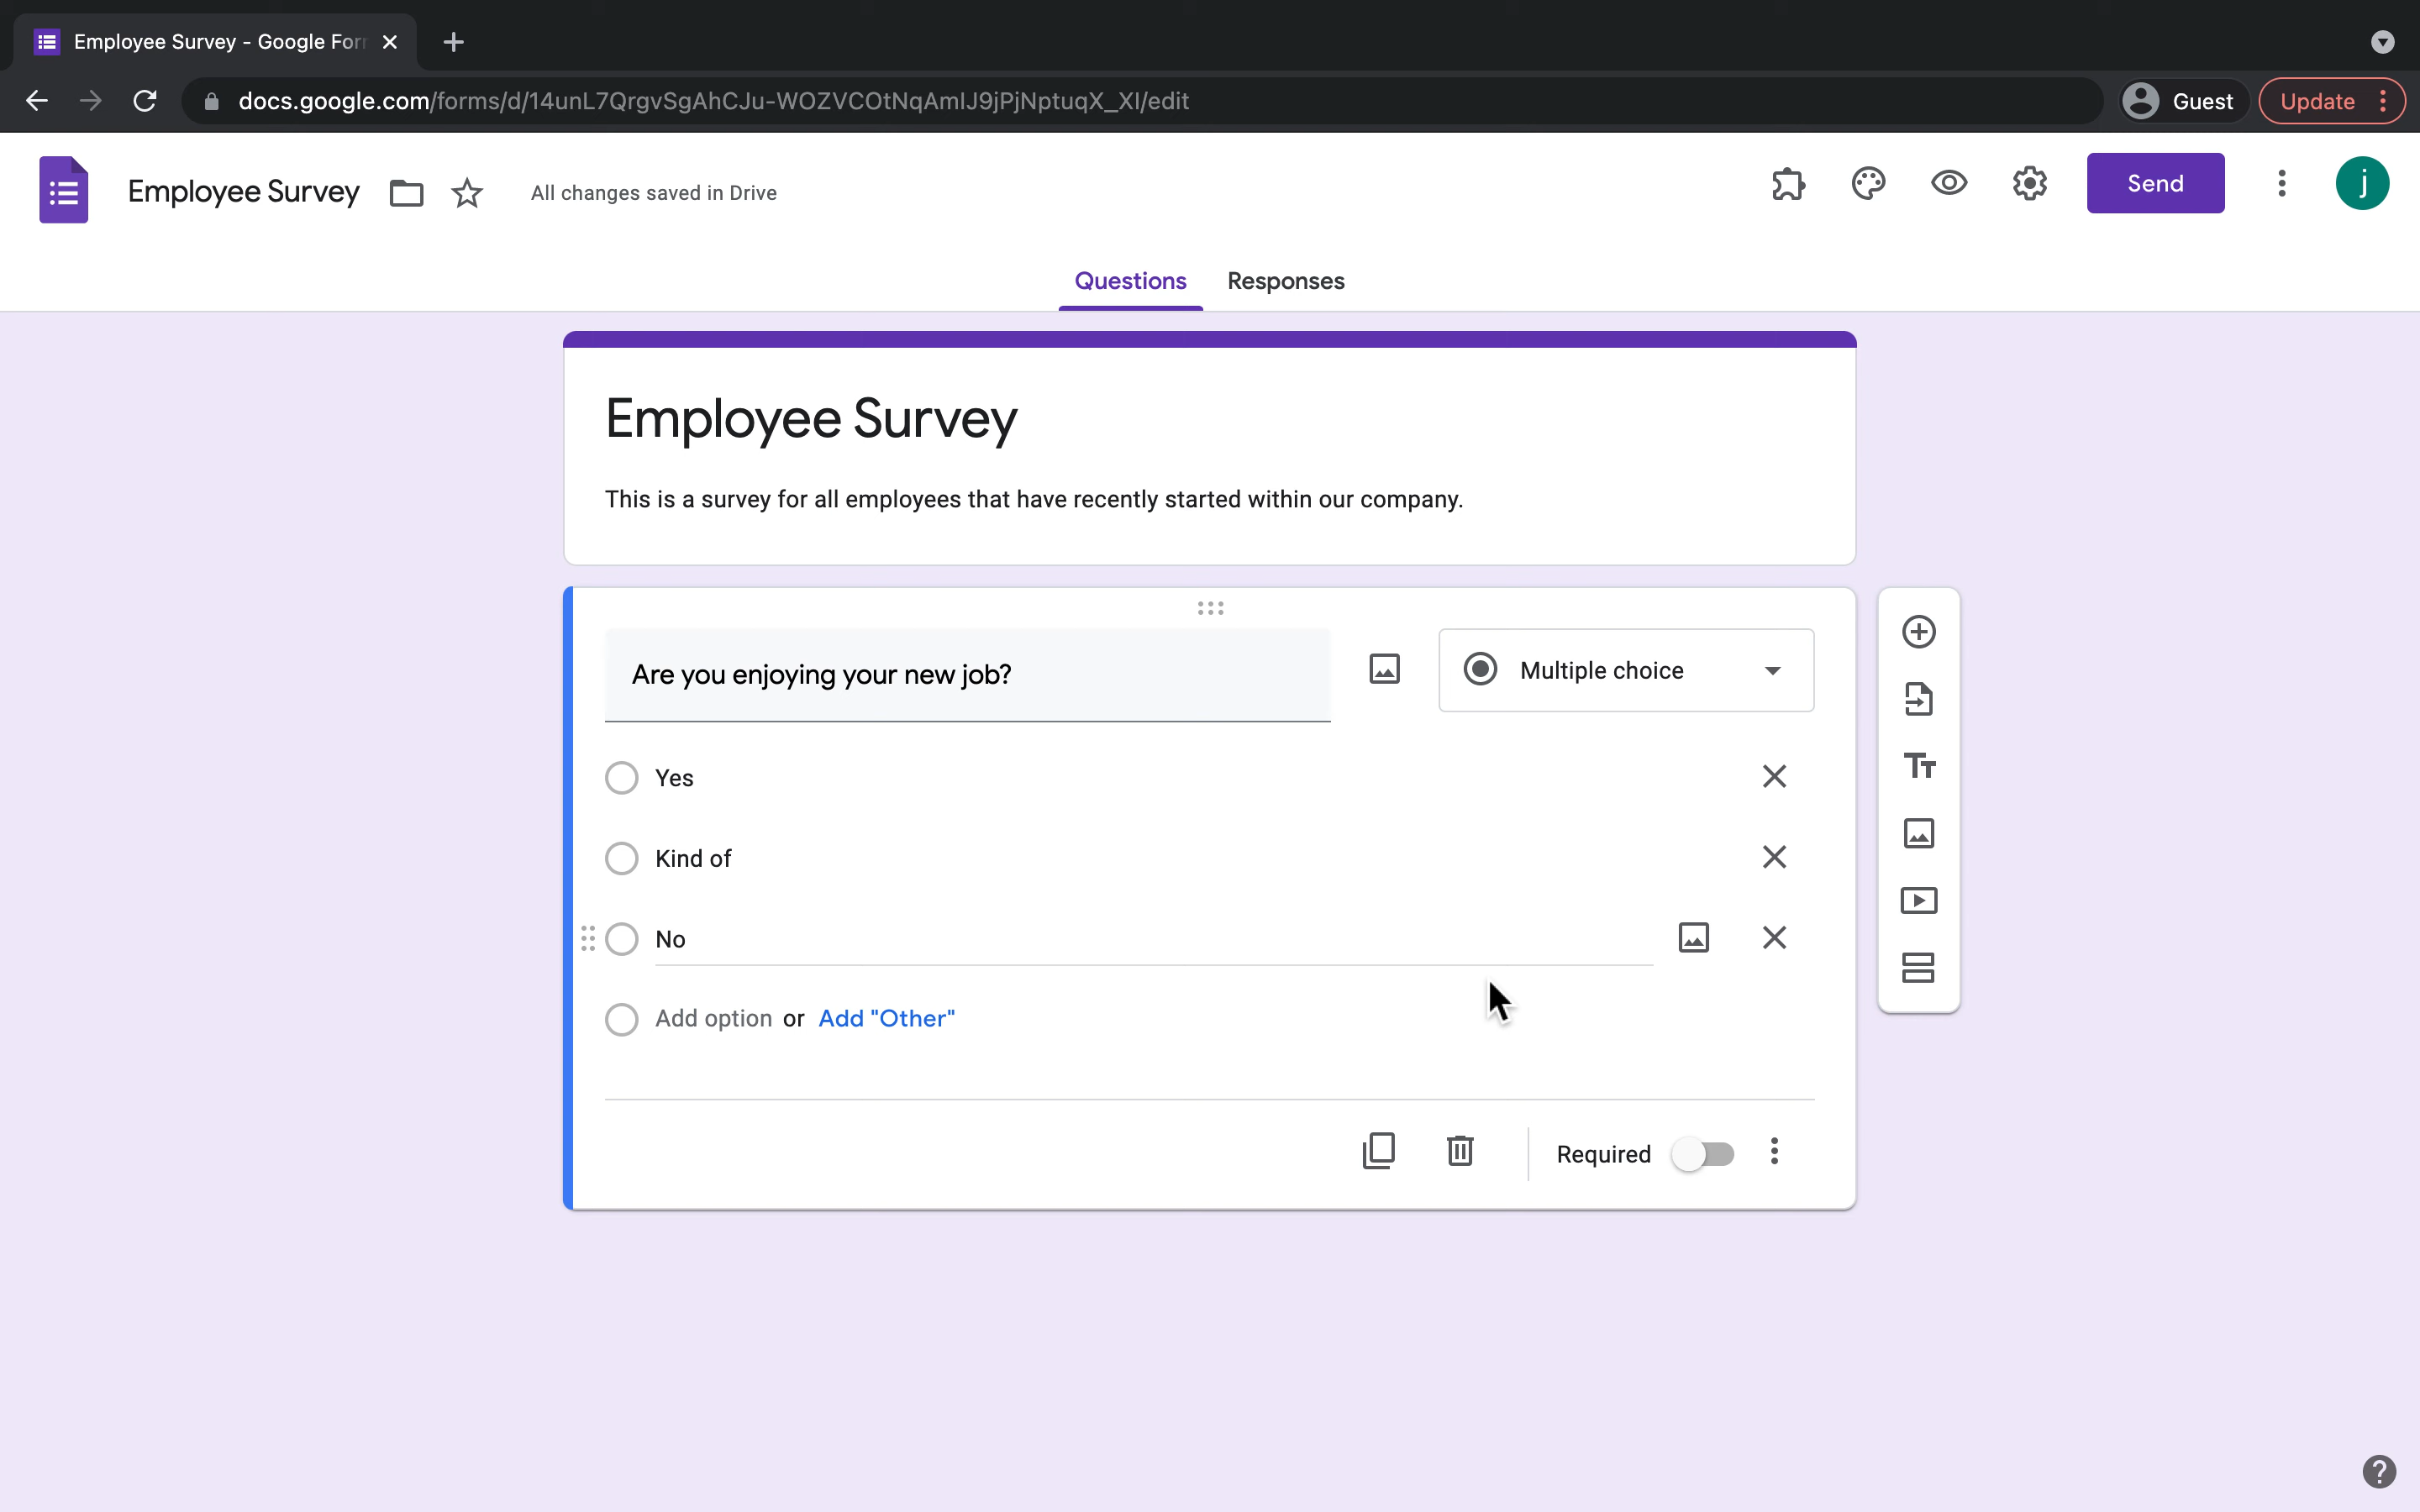 Employee Survey - Google For
docs.google.com/forms/d/14unL7QrgvSgAhCJu-WOZVCOtNqAmIJ9jPjNptuqX_XI/edit
Guest
Update
Employee Survey
All changes saved in Drive
Send
j
Questions
Responses
Employee Survey
This is a survey for all employees that have recently started within our company.
Are you enjoying your new job?
Multiple choice
Yes
Kind of
No
Add option or Add "Other"
Required